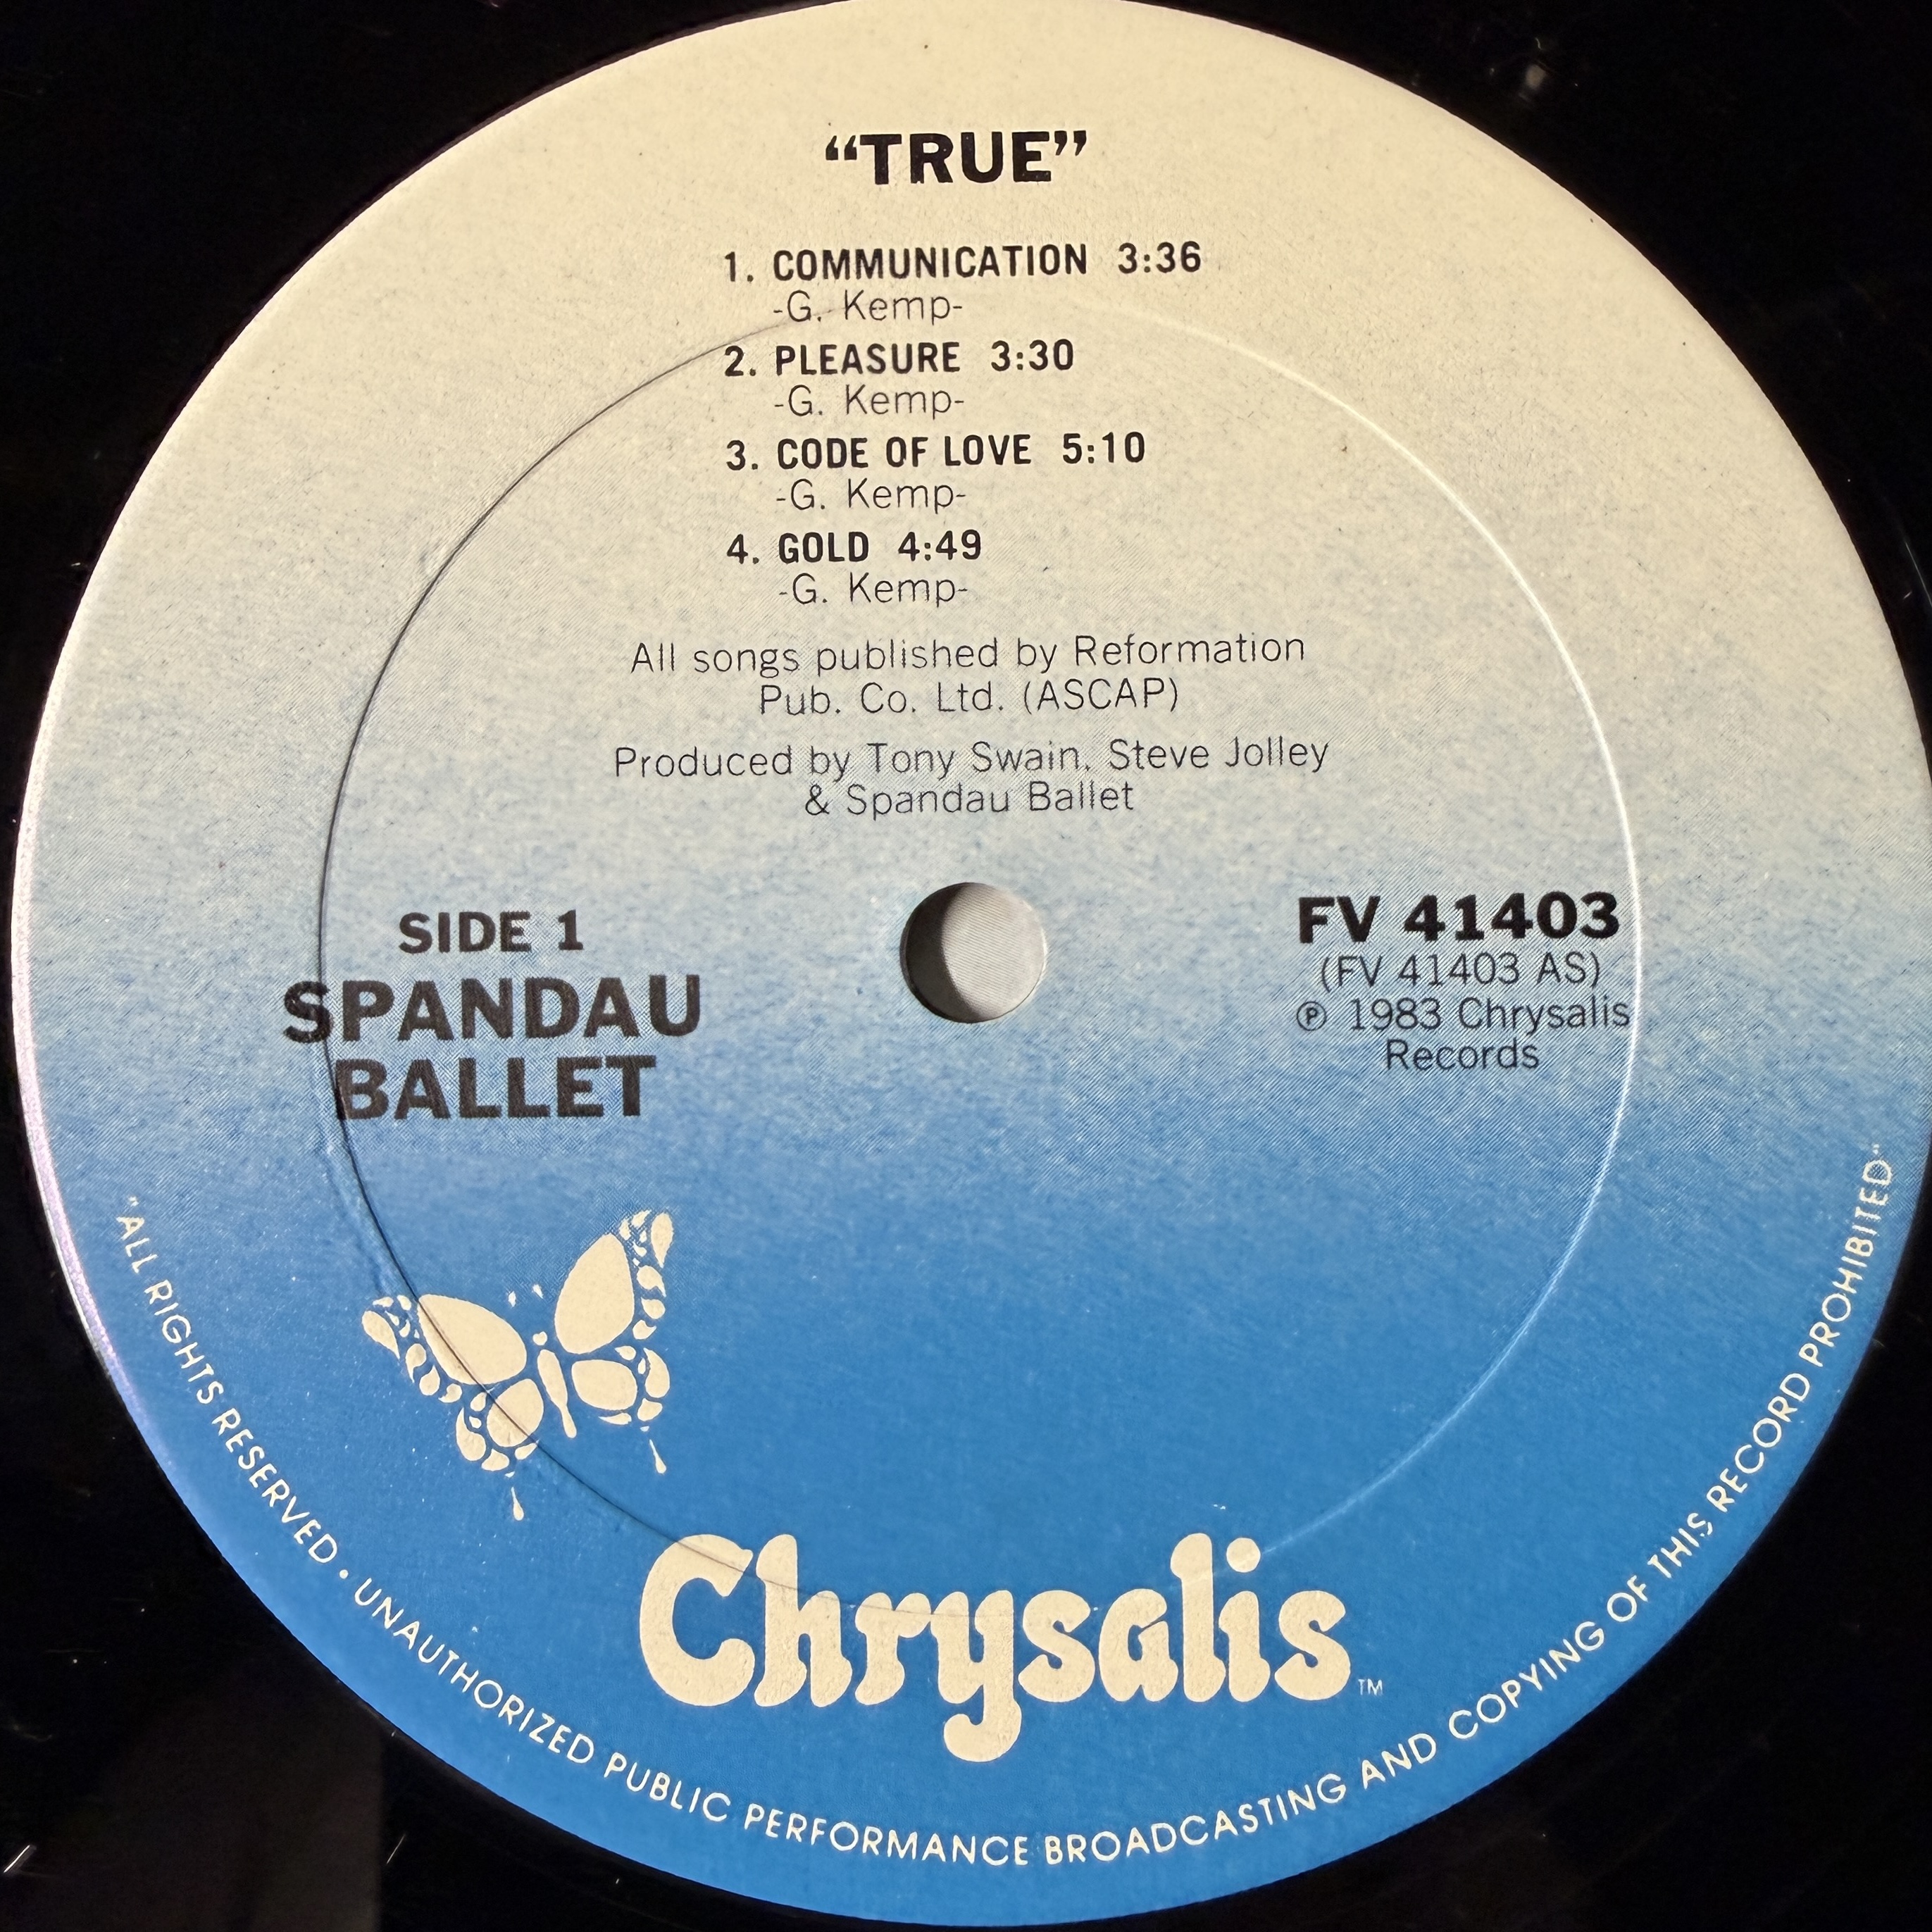 “TRUE”
1. COMMUNICATION 3:36
-G. Kemp-
2. PLEASURE 3:30
-G. Kemp-
3. CODE OF LOVE 5:10
-G. Kemp-
4. GOLD 4:49
-G. Kemp-
All songs published by Reformation
Pub. Co. Ltd. (ASCAP)
Produced by Tony Swain, Steve Jolley
& Spandau Ballet
SIDE 1
SPANDAU
BALLET
FV 41403
(FV 41403 AS)
℗ 1983 Chrysalis
Records
Chrysalis™
"ALL RIGHTS RESERVED • UNAUTHORIZED PUBLIC PERFORMANCE BROADCASTING AND COPYING OF THIS RECORD PROHIBITED"